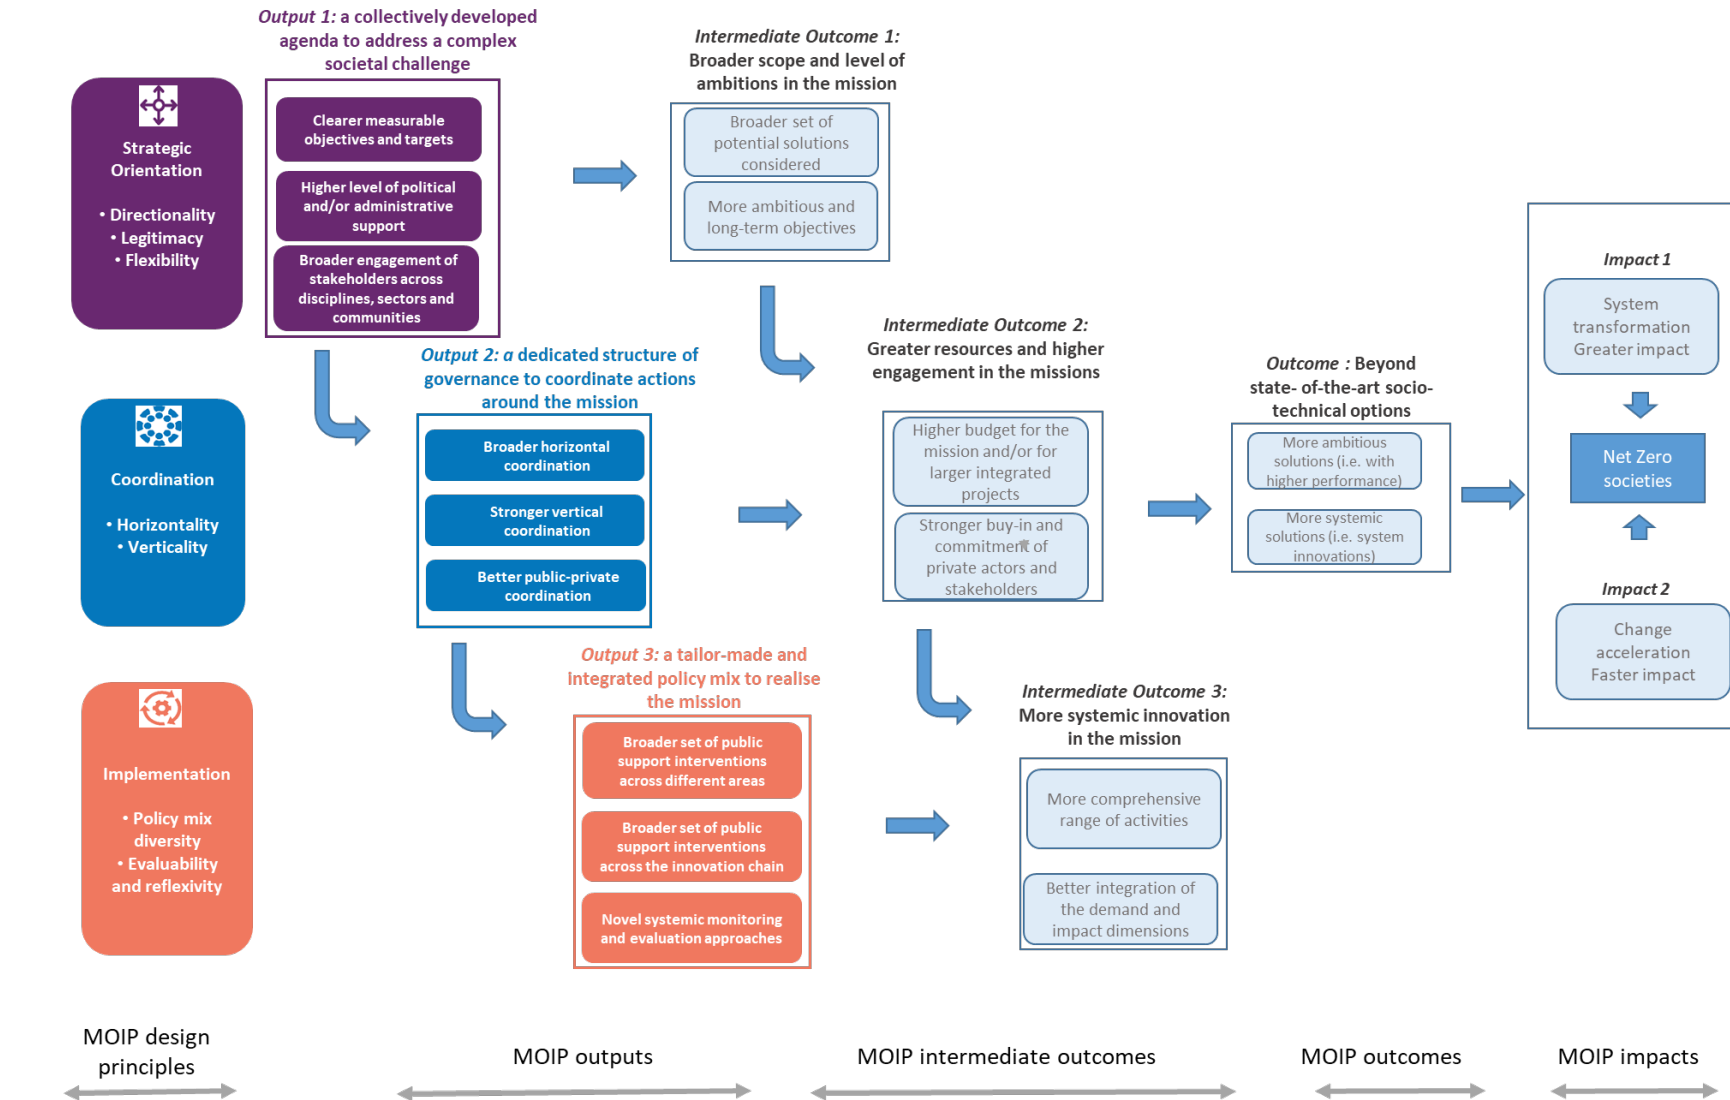 Output 1: a collectively developed
agenda to address a complex
societal challenge
Strategic
Orientation
• Directionality
• Legitimacy
• Flexibility
Clearer measurable
objectives and targets
Higher level of political
and/or administrative
support
Broader engagement of
stakeholders across
disciplines, sectors and
communities
Intermediate Outcome 1:
Broader scope and level of
ambitions in the mission
Broader set of
potential solutions
considered
More ambitious and
long-term objectives
Output 2: a dedicated structure of
governance to coordinate actions
around the mission
Coordination
• Horizontality
• Verticality
Broader horizontal
coordination
Stronger vertical
coordination
Better public-private
coordination
Intermediate Outcome 2:
Greater resources and higher
engagement in the missions
Higher budget for the
mission and/or for
larger integrated
projects
Stronger buy-in and
commitment of
private actors and
stakeholders
Outcome : Beyond
state- of-the-art socio-
technical options
More ambitious
solutions (i.e. with
higher performance)
More systemic
solutions (i.e. system
innovations)
Impact 1
System
transformation
Greater impact
Net Zero
societies
Impact 2
Change
acceleration
Faster impact
Output 3: a tailor-made and
integrated policy mix to realise
the mission
Implementation
• Policy mix
diversity
• Evaluability
and reflexivity
Broader set of public
support interventions
across different areas
Broader set of public
support interventions
across the innovation chain
Novel systemic monitoring
and evaluation approaches
Intermediate Outcome 3:
More systemic innovation
in the mission
More comprehensive
range of activities
Better integration of
the demand and
impact dimensions
MOIP design
principles
MOIP outputs
MOIP intermediate outcomes
MOIP outcomes
MOIP impacts